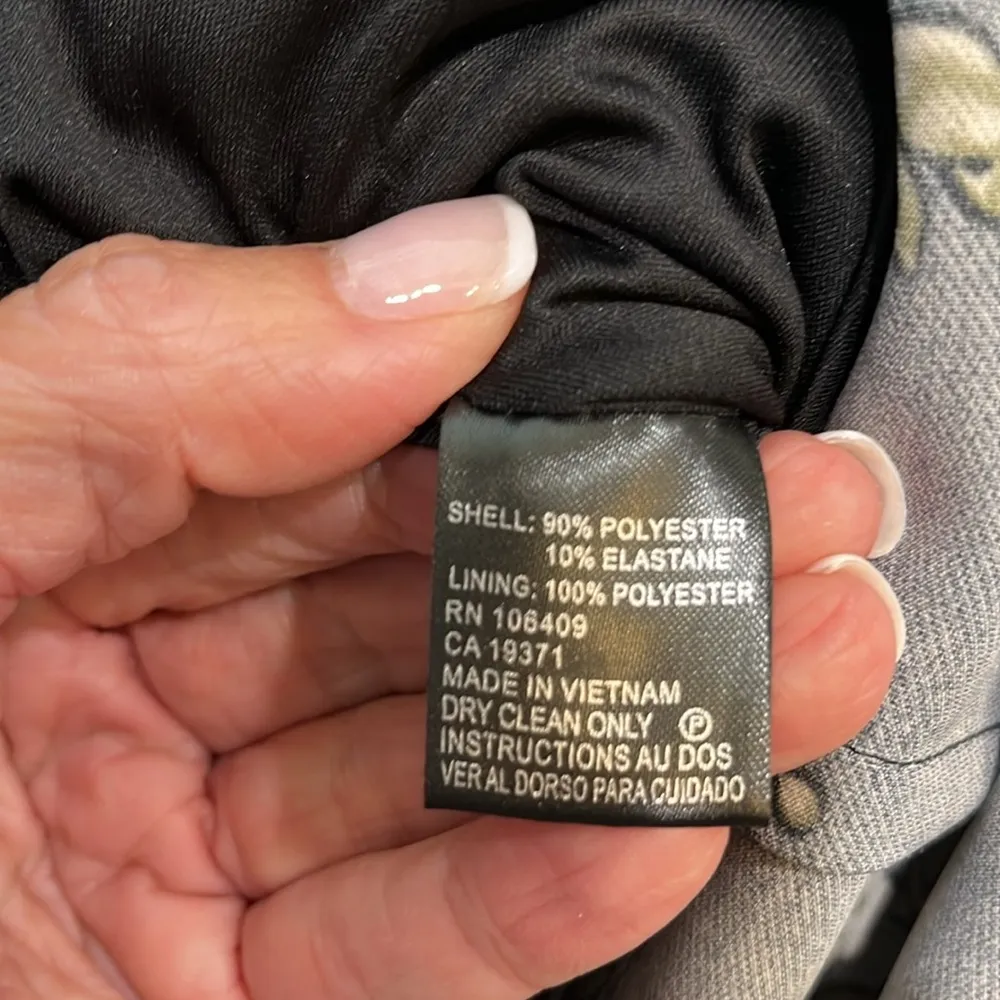 SHELL: 90% POLYESTER
10% ELASTANE
LINING: 100% POLYESTER
RN 106409
CA 19371
MADE IN VIETNAM
DRY CLEAN ONLY Ⓟ
INSTRUCTIONS AU DOS
VER AL DORSO PARA CUIDADO